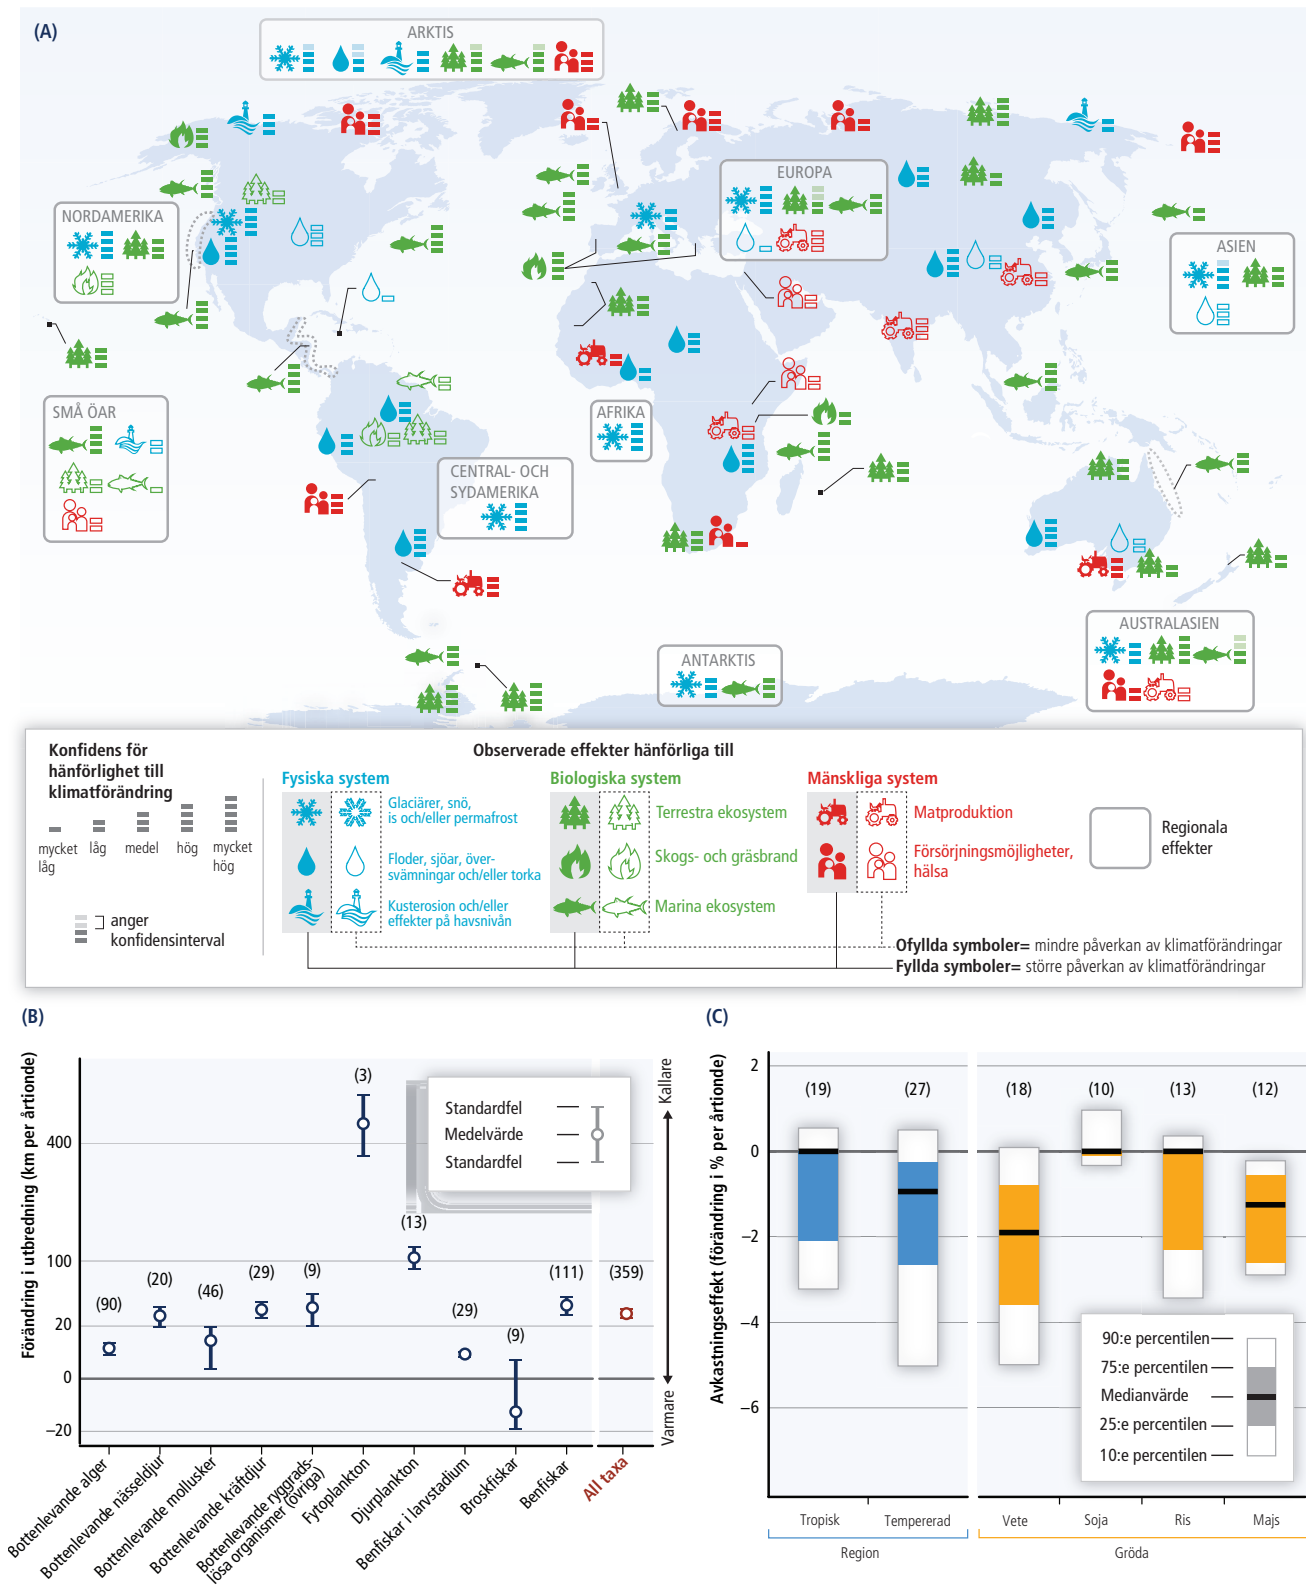 (A)
ARKTIS
EUROPA
NORDAMERIKA
ASIEN
SMÅ ÖAR
AFRIKA
CENTRAL- OCH
SYDAMERIKA
AUSTRALASIEN
ANTARKTIS
Konfidens för
hänförlighet till
klimatförändring
mycket
låg
låg
medel
hög
mycket
hög
anger
konfidensinterval
Observerade effekter hänförliga till
Fysiska system
Glaciärer, snö,
is och/eller permafrost
Floder, sjöar, över-
svämningar och/eller torka
Kusterosion och/eller
effekter på havsnivån
Biologiska system
Terrestra ekosystem
Skogs- och gräsbrand
Marina ekosystem
Mänskliga system
Matproduktion
Försörjningsmöjligheter,
hälsa
Regionala
effekter
Ofyllda symboler= mindre påverkan av klimatförändringar
Fyllda symboler= större påverkan av klimatförändringar
(B)
Förändring i utbredning (km per årtionde)
400
100
20
0
−20
(90)
(20)
(46)
(29)
(9)
(3)
(13)
(29)
(9)
(111)
(359)
Standardfel
Medelvärde
Standardfel
Kallare
Varmare
Bottenlevande alger
Bottenlevande nässeldjur
Bottenlevande mollusker
Bottenlevande kräftdjur
Bottenlevande ryggrads-
lösa organismer (övriga)
Fytoplankton
Djurplankton
Benfiskar i larvstadium
Broskfiskar
Benfiskar
All taxa
(C)
Avkastningseffekt (förändring i % per årtionde)
2
0
−2
−4
−6
(19)
(27)
(18)
(10)
(13)
(12)
90:e percentilen
75:e percentilen
Medianvärde
25:e percentilen
10:e percentilen
Tropisk
Tempererad
Vete
Soja
Ris
Majs
Region
Gröda